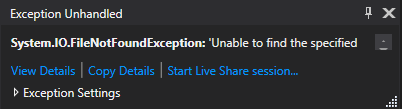 Exception Unhandled
System.IO.FileNotFoundException: 'Unable to find the specified
View Details | Copy Details | Start Live Share session...
Exception Settings